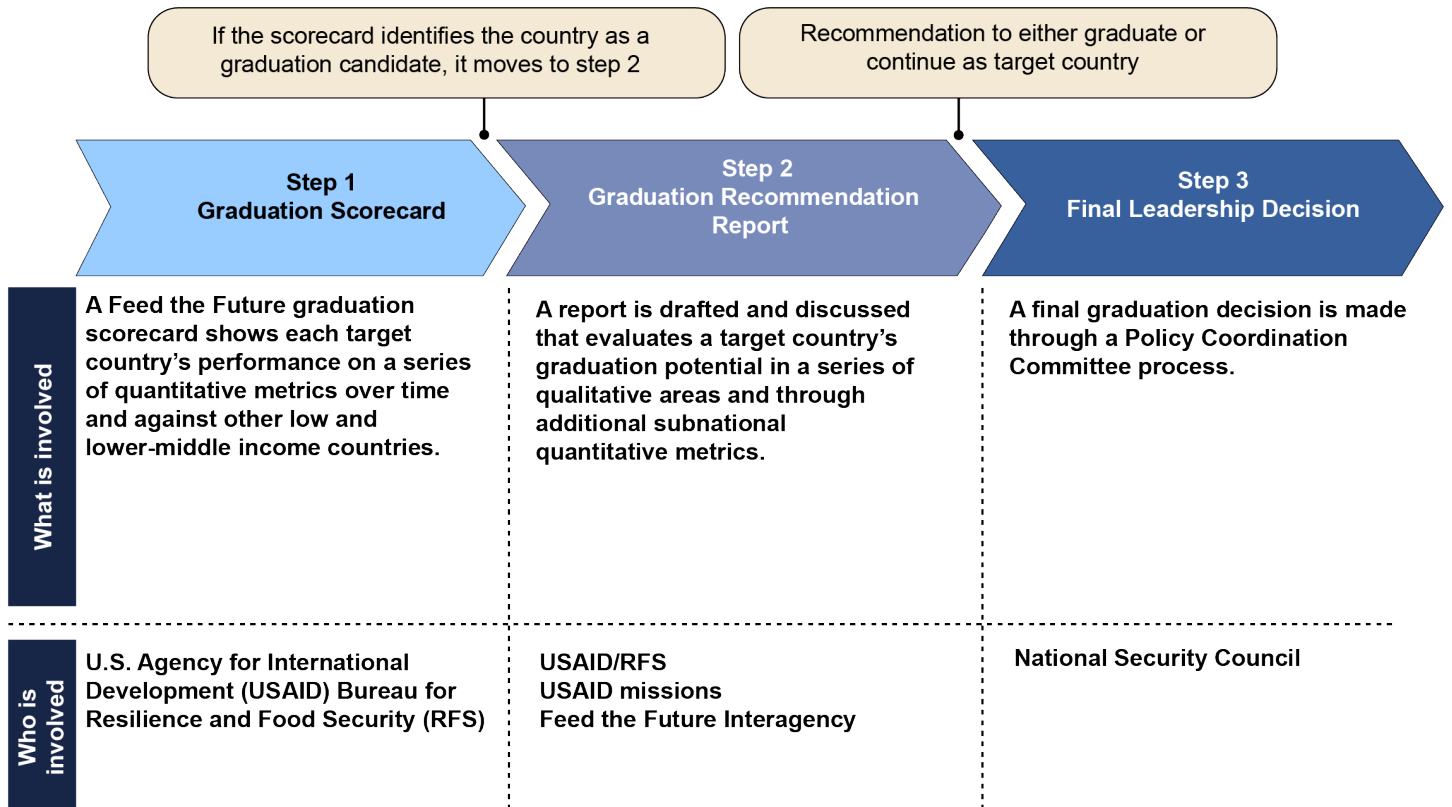 If the scorecard identifies the country as a
graduation candidate, it moves to step 2
Recommendation to either graduate or
continue as target country
Step 1
Graduation Scorecard
Step 2
Graduation Recommendation
Report
Step 3
Final Leadership Decision
What is involved
A Feed the Future graduation
scorecard shows each target
country’s performance on a series
of quantitative metrics over time
and against other low and
lower-middle income countries.
A report is drafted and discussed
that evaluates a target country’s
graduation potential in a series of
qualitative areas and through
additional subnational
quantitative metrics.
A final graduation decision is made
through a Policy Coordination
Committee process.
Who is
involved
U.S. Agency for International
Development (USAID) Bureau for
Resilience and Food Security (RFS)
USAID/RFS
USAID missions
Feed the Future Interagency
National Security Council